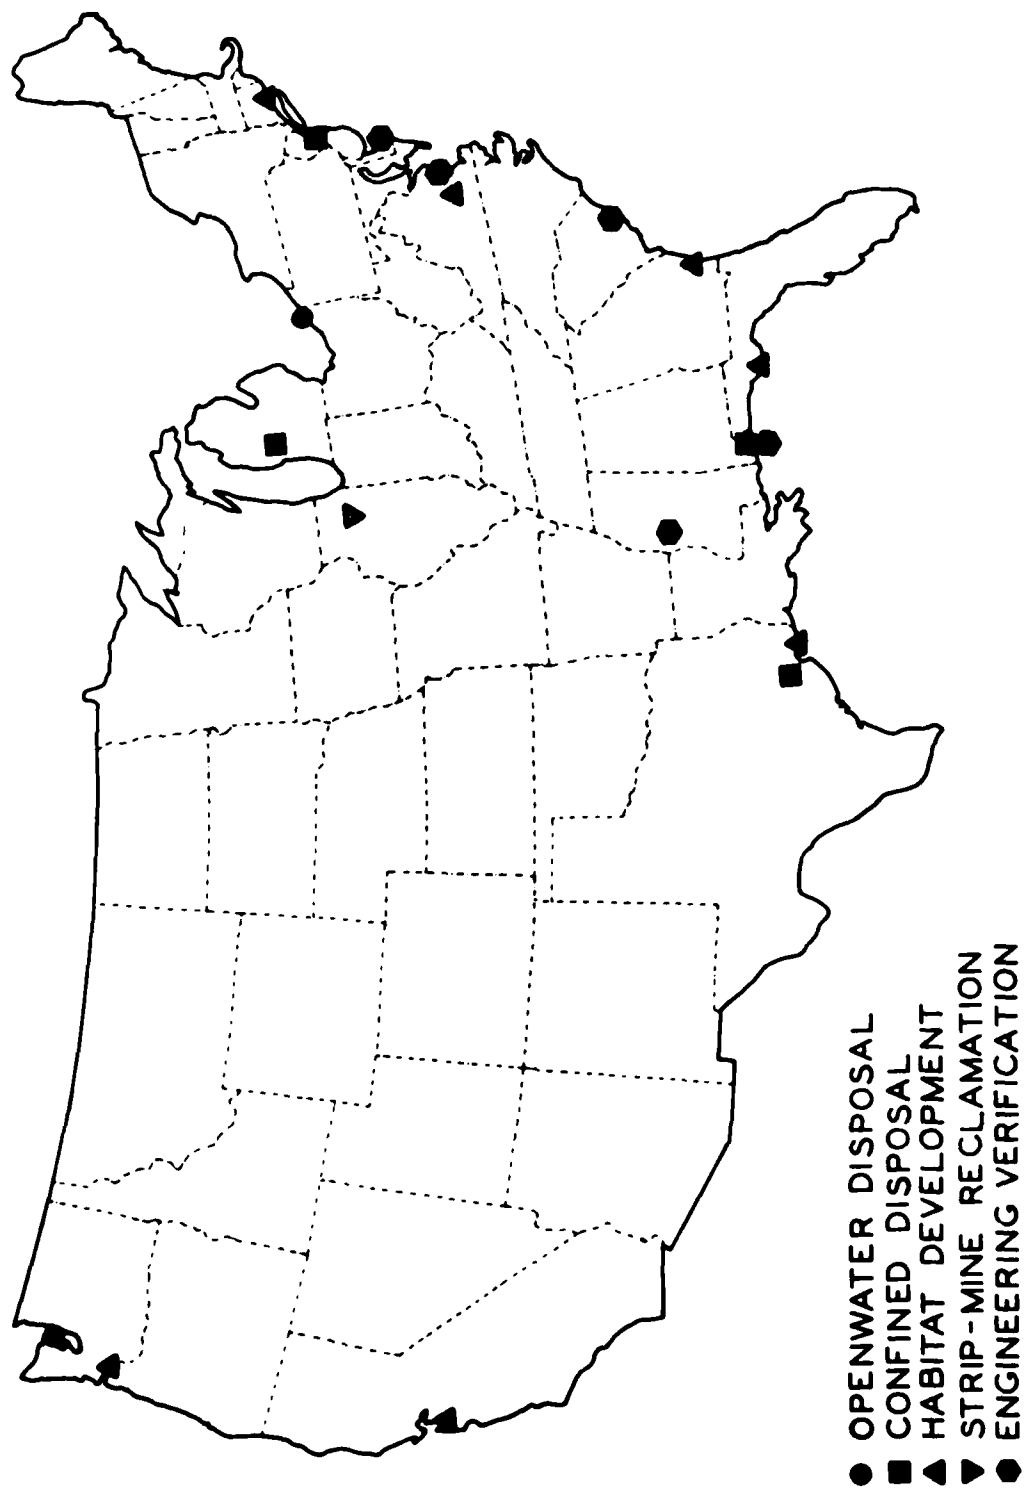 OPENWATER DISPOSAL
CONFINED DISPOSAL
HABITAT DEVELOPMENT
STRIP-MINE RECLAMATION
ENGINEERING VERIFICATION